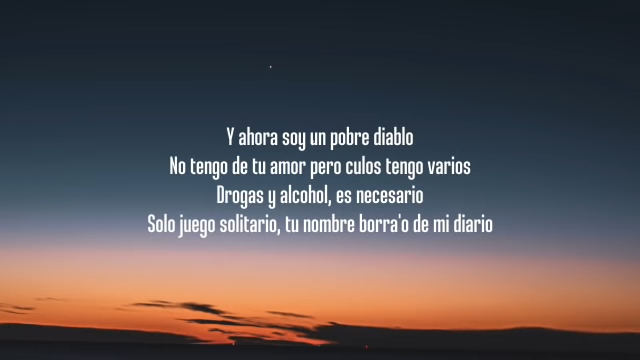 Y ahora soy un pobre diablo
No tengo de tu amor pero culos tengo varios
Drogas y alcohol, es necesario
Solo juego solitario, tu nombre borra'o de mi diario